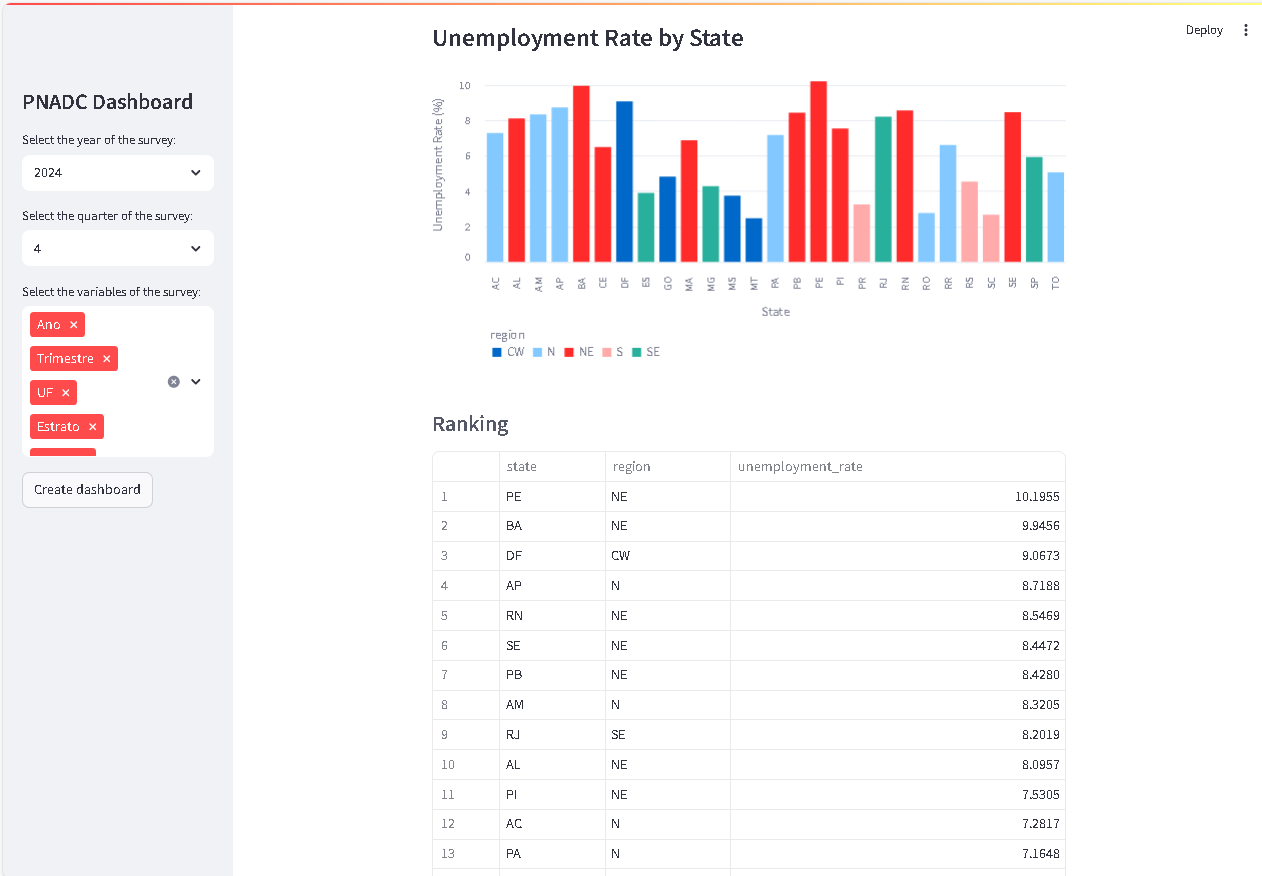 Deploy
PNADC Dashboard
Select the year of the survey:
2024
Select the quarter of the survey:
4
Select the variables of the survey:
Ano ×
Trimestre ×
UF ×
Estrato ×
Create dashboard
Unemployment Rate by State
Unemployment Rate (%)
10
8
6
4
2
0
AC AL AM AP BA CE DF ES GO MA MG MS MT PA PB PE PI PR RJ RN RO RR RS SC SE SP TO
State
region
CW N NE S SE
Ranking
state region unemployment_rate
1 PE NE 10.1955
2 BA NE 9.9456
3 DF CW 9.0673
4 AP N 8.7188
5 RN NE 8.5469
6 SE NE 8.4472
7 PB NE 8.4280
8 AM N 8.3205
9 RJ SE 8.2019
10 AL NE 8.0957
11 PI NE 7.5305
12 AC N 7.2817
13 PA N 7.1648